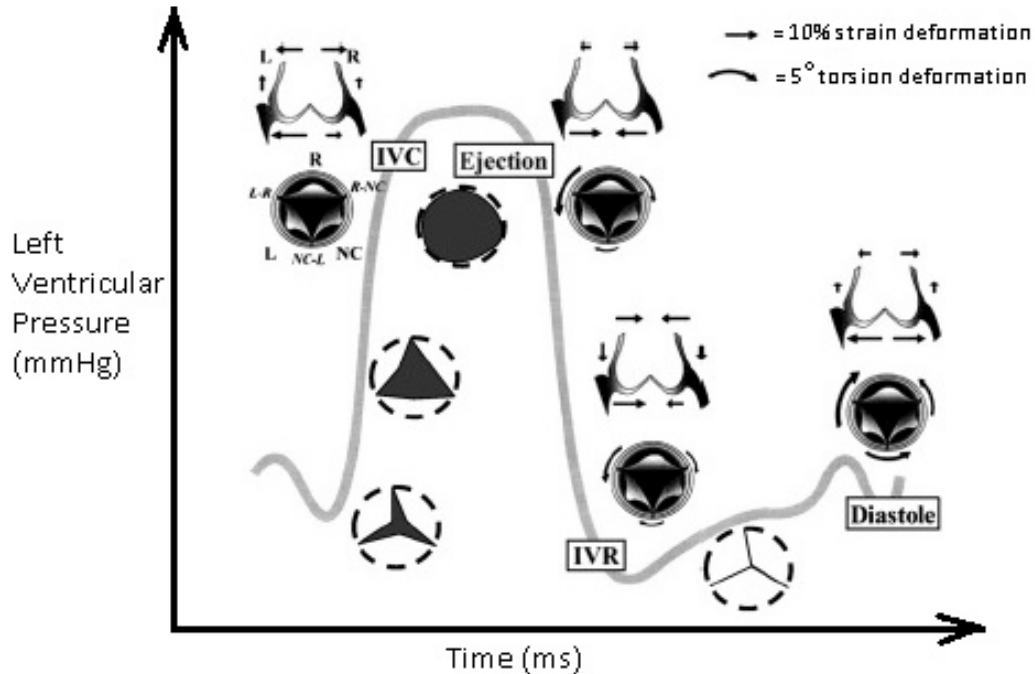 = 10% strain deformation
= 5° torsion deformation
L R
IVC
Ejection
R
L-R R-NC
L NC-L NC
Left
Ventricular
Pressure
(mmHg)
IVR
Diastole
Time (ms)